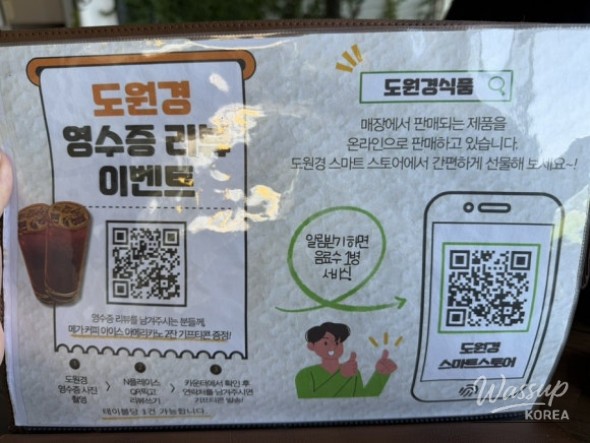 도원경
영수증 리뷰
이벤트
영수증 리뷰를 남겨주시는 분들께,
메가 커피 아이스 아메리카노 2잔 기프티콘 증정!
도원경
영수증 사진
촬영
N플레이스
QR찍고
리뷰쓰기
카운터에서 확인 후
연락처를 남겨주시면
기프티콘 발송!
테이블당 1건 가능합니다.
도원경식품
매장에서 판매되는 제품을
온라인으로 판매하고 있습니다.
도원경 스마트 스토어에서 간편하게 선물해 보세요~!
알림받기 하면
음료수 1병
서비스!
도원경
스마트스토어
Wassup
KOREA